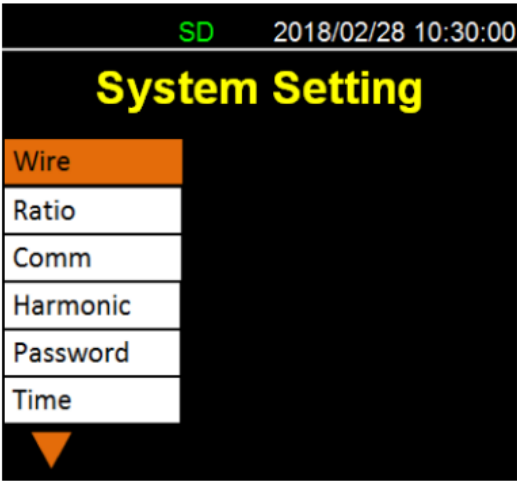 SD 2018/02/28 10:30:00
System Setting
Wire
Ratio
Comm
Harmonic
Password
Time